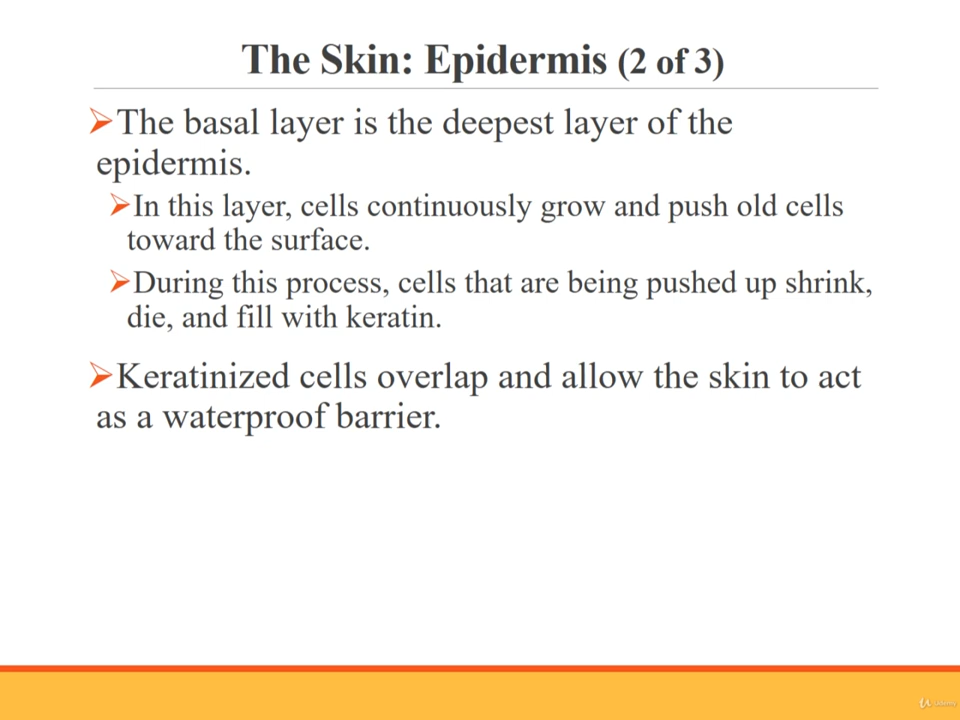 The Skin: Epidermis (2 of 3)
The basal layer is the deepest layer of the
epidermis.
In this layer, cells continuously grow and push old cells
toward the surface.
During this process, cells that are being pushed up shrink,
die, and fill with keratin.
Keratinized cells overlap and allow the skin to act
as a waterproof barrier.
Udemy